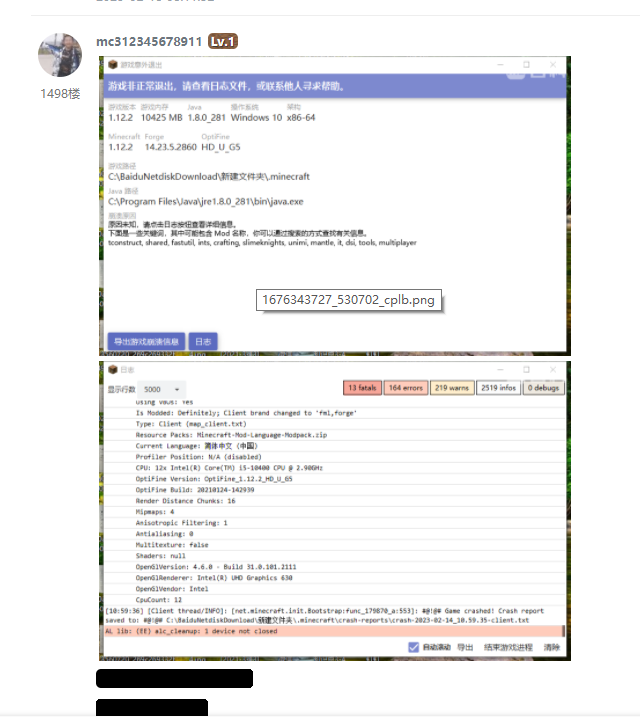 mc312345678911 Lv.1
1498楼
游戏意外退出
游戏非正常退出，请查看日志文件，或联系他人寻求帮助。
游戏版本 游戏内存 Java 操作系统 架构
1.12.2 10425 MB 1.8.0_281 Windows 10 x86-64
Minecraft Forge OptiFine
1.12.2 14.23.5.2860 HD_U_G5
游戏路径
C:\BaiduNetdiskDownload\新建文件夹\.minecraft
Java 路径
C:\Program Files\Java\jre1.8.0_281\bin\java.exe
崩溃原因
原因未知，请点击日志按钮查看详细信息。
下面是一些关键词，其中可能包含 Mod 名称，你可以通过搜索的方式查找有关信息。
tconstruct, shared, fastutil, ints, crafting, slimeknights, unimi, mantle, it, dsi, tools, multiplayer
1676343727_530702_cplb.png
导出游戏崩溃信息 日志
日志
显示行数 5000 13 fatals 164 errors 219 warns 2519 infos 0 debugs
Using VBOs: Yes
Is Modded: Definitely; Client brand changed to 'fml,forge'
Type: Client (map_client.txt)
Resource Packs: Minecraft-Mod-Language-Modpack.zip
Current Language: 简体中文 (中国)
Profiler Position: N/A (disabled)
CPU: 12x Intel(R) Core(TM) i5-10400 CPU @ 2.90GHz
OptiFine Version: OptiFine_1.12.2_HD_U_G5
OptiFine Build: 20210124-142939
Render Distance Chunks: 16
Mipmaps: 4
Anisotropic Filtering: 1
Antialiasing: 0
Multitexture: false
Shaders: null
OpenGlVersion: 4.6.0 - Build 31.0.101.2111
OpenGlRenderer: Intel(R) UHD Graphics 630
OpenGlVendor: Intel
CpuCount: 12
[10:59:36] [Client thread/INFO]: [net.minecraft.init.Bootstrap:func_179870_a:553]: #@!@# Game crashed! Crash report
saved to: #@!@# C:\BaiduNetdiskDownload\新建文件夹\.minecraft\crash-reports\crash-2023-02-14_10.59.35-client.txt
AL lib: (EE) alc_cleanup: 1 device not closed
自动滚动 导出 结束游戏进程 清除